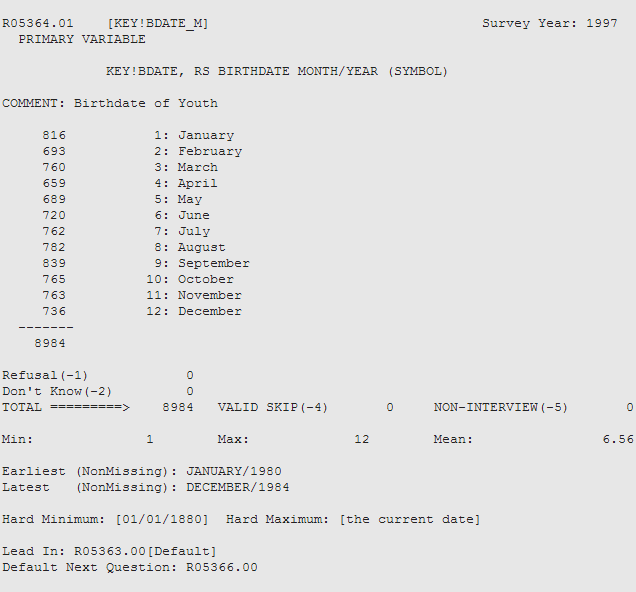 R05364.01    [KEY!BDATE_M]                                  Survey Year: 1997
  PRIMARY VARIABLE
             KEY!BDATE, RS BIRTHDATE MONTH/YEAR (SYMBOL)
COMMENT: Birthdate of Youth
     816           1: January
     693           2: February
     760           3: March
     659           4: April
     689           5: May
     720           6: June
     762           7: July
     782           8: August
     839           9: September
     765          10: October
     763          11: November
     736          12: December
  -------
    8984
Refusal(-1)            0
Don't Know(-2)         0
TOTAL =========>    8984   VALID SKIP(-4)       0     NON-INTERVIEW(-5)       0
Min:              1        Max:             12        Mean:                6.56
Earliest (NonMissing): JANUARY/1980
Latest   (NonMissing): DECEMBER/1984
Hard Minimum: [01/01/1880]  Hard Maximum: [the current date]
Lead In: R05363.00[Default]
Default Next Question: R05366.00